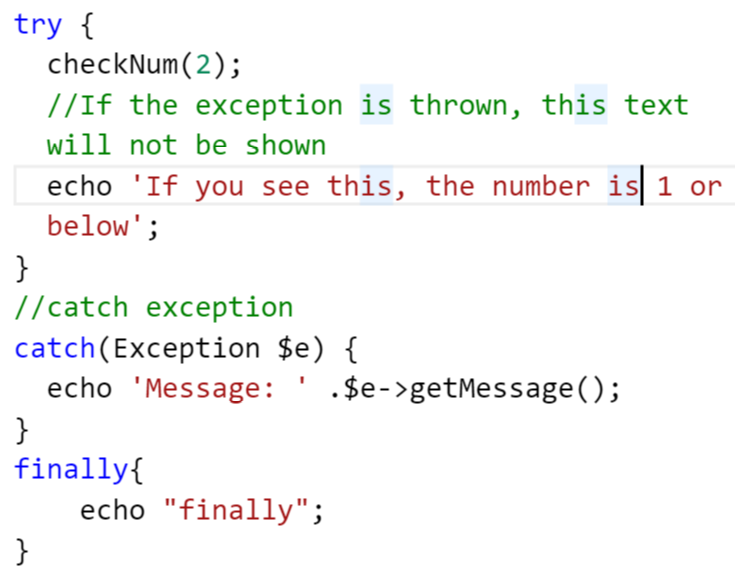 try {
  checkNum(2);
  //If the exception is thrown, this text
  will not be shown
  echo 'If you see this, the number is 1 or
  below';
}
//catch exception
catch(Exception $e) {
  echo 'Message: ' .$e->getMessage();
}
finally{
    echo "finally";
}